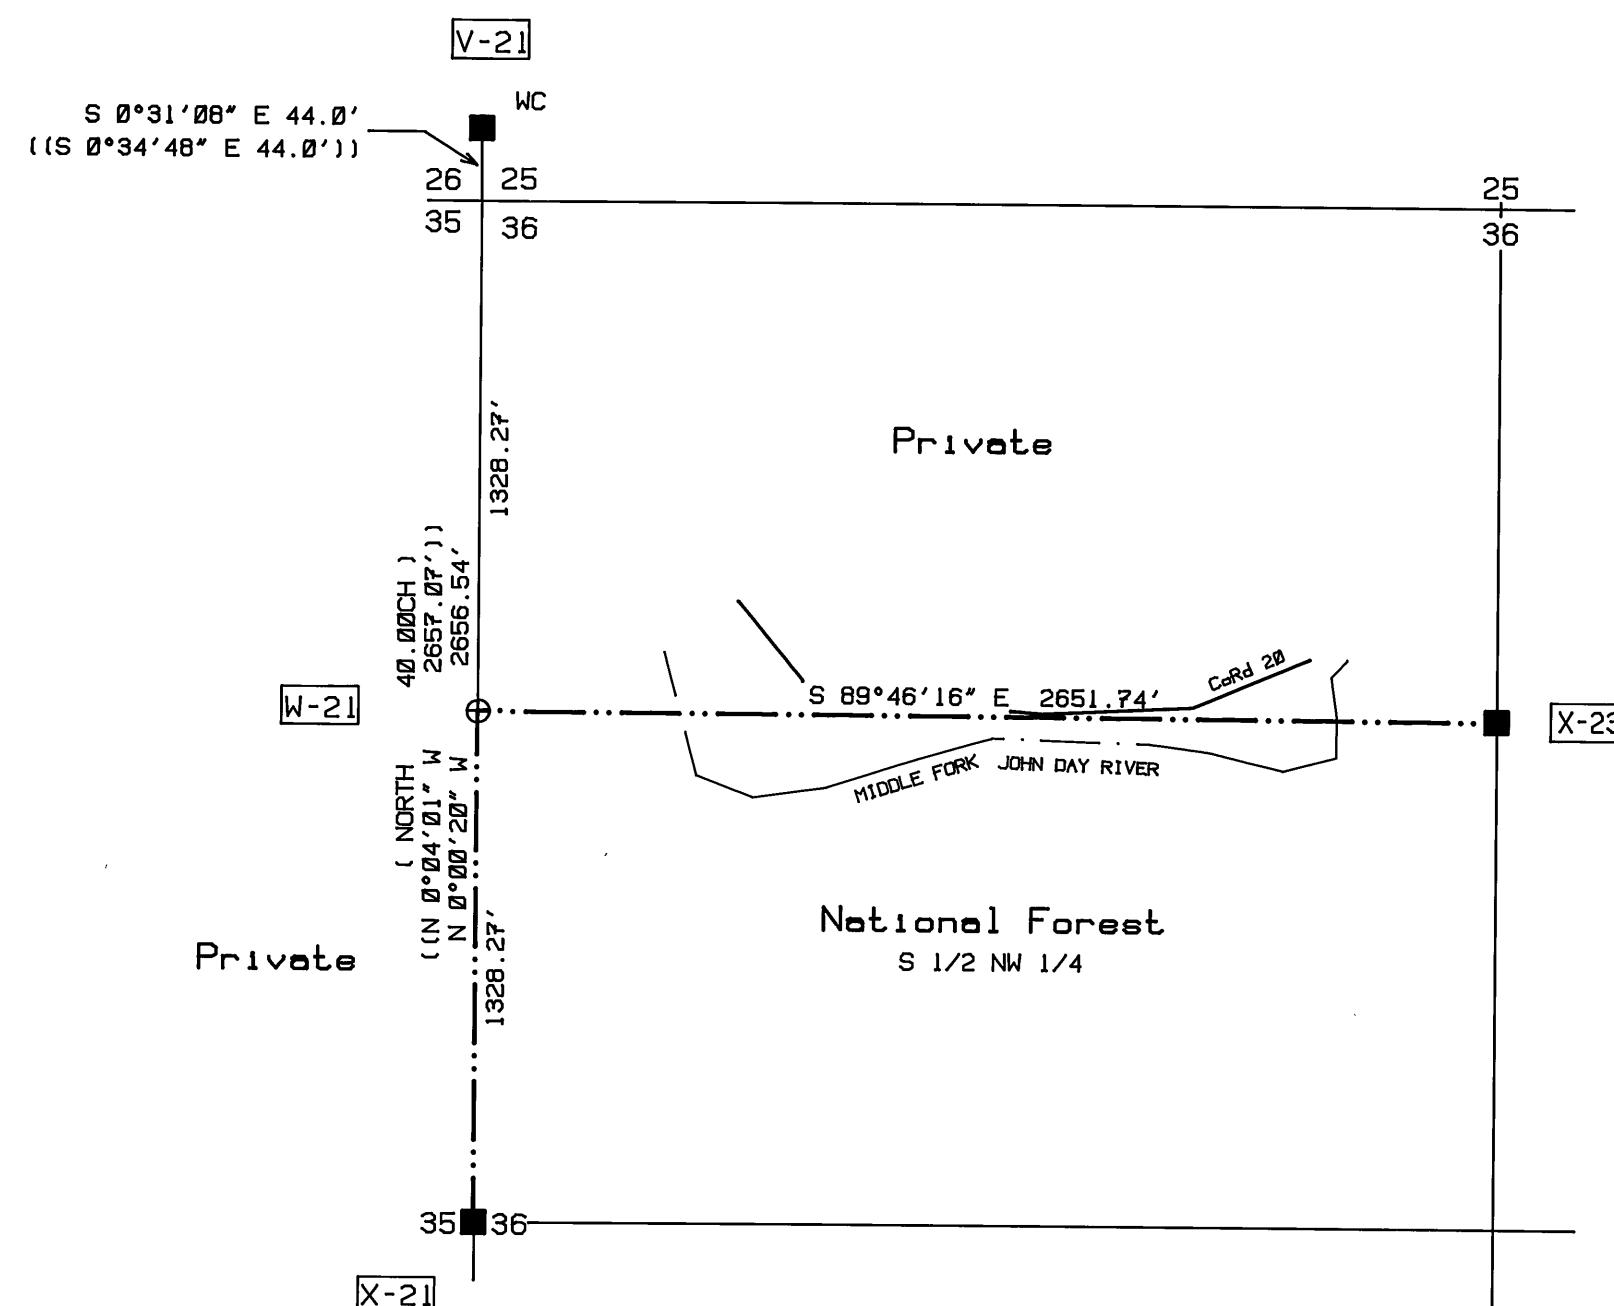 V-21
WC
S 0°31'08" E 44.0'
((S 0°34'48" E 44.0'))
26 25
35 36
25
36
Private
1328.27'
( NORTH 40.00CH )
((N 0°04'01" W 2657.07'))
N 0°00'20" W 2656.54'
W-21
S 89°46'16" E 2651.74'
CoRd 20
X-23
MIDDLE FORK JOHN DAY RIVER
National Forest
S 1/2 NW 1/4
Private
1328.27'
35 36
X-21